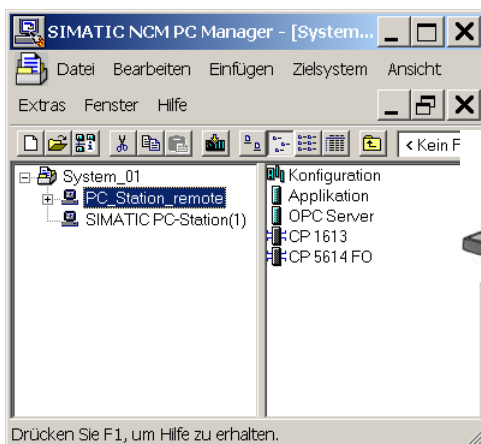 SIMATIC NCM PC Manager - [System...
Datei Bearbeiten Einfügen Zielsystem Ansicht
Extras Fenster Hilfe
< Kein F
System_01
PC_Station_remote
SIMATIC PC-Station(1)
Konfiguration
Applikation
OPC Server
CP 1613
CP 5614 FO
Drücken Sie F1, um Hilfe zu erhalten.